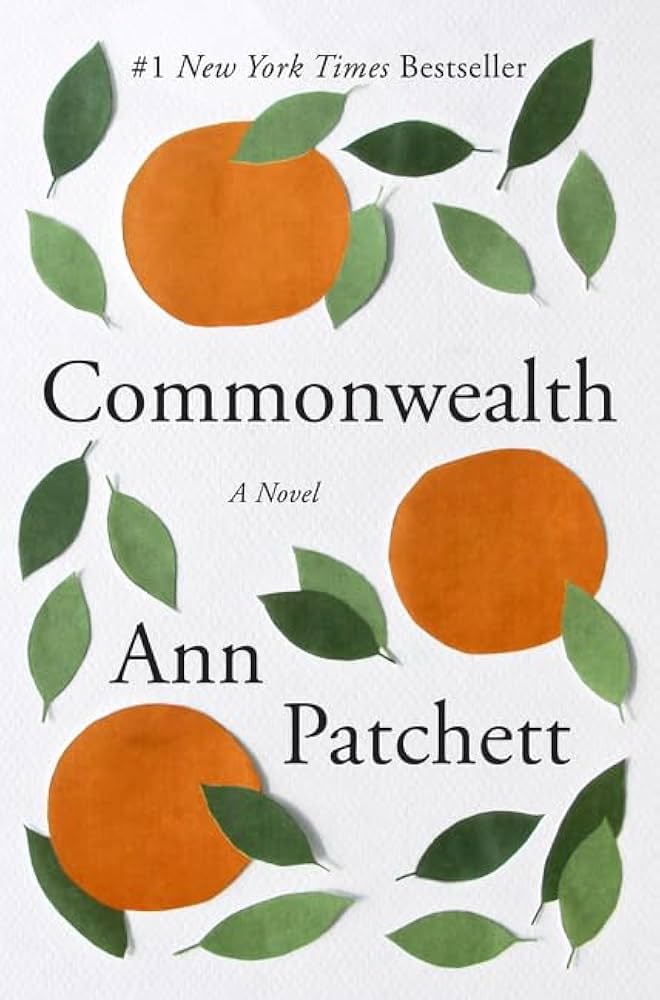 #1 New York Times Bestseller
Commonwealth
A Novel
Ann
Patchett